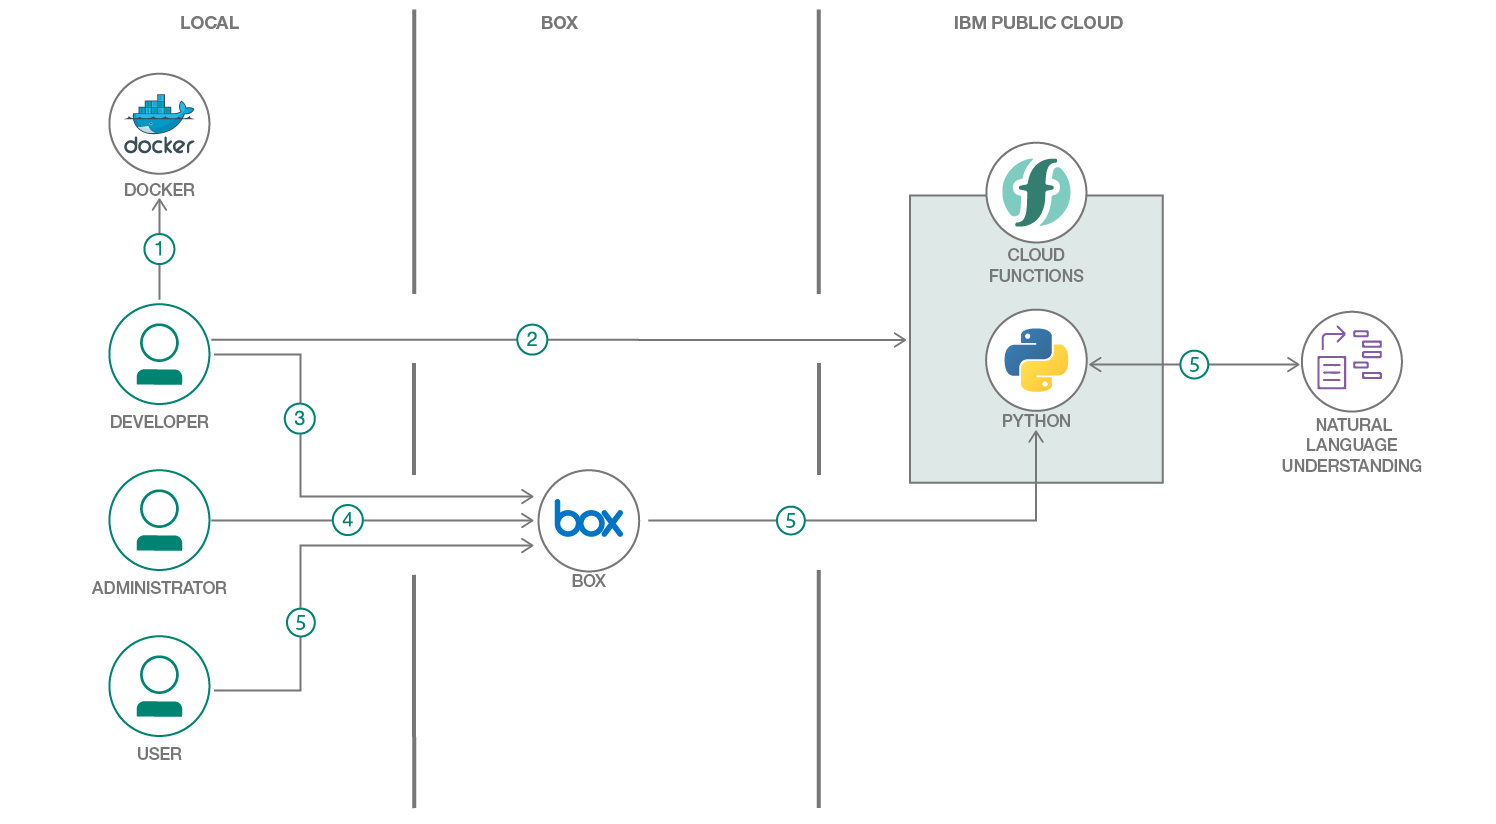 LOCAL
BOX
IBM PUBLIC CLOUD
docker
DOCKER
1
CLOUD
FUNCTIONS
2
DEVELOPER
3
PYTHON
5
NATURAL
LANGUAGE
UNDERSTANDING
4
box
BOX
5
ADMINISTRATOR
5
USER